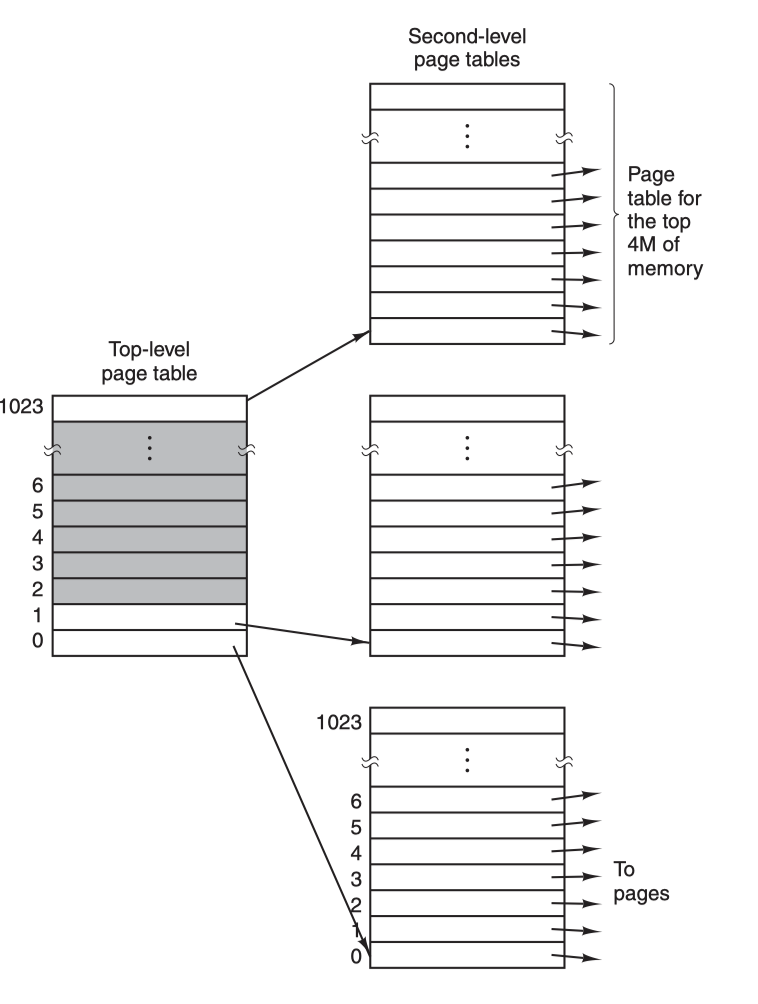 Second-level
page tables
Page
table for
the top
4M of
memory
Top-level
page table
1023
6
5
4
3
2
1
0
1023
6
5
4
3
2
1
0
To
pages